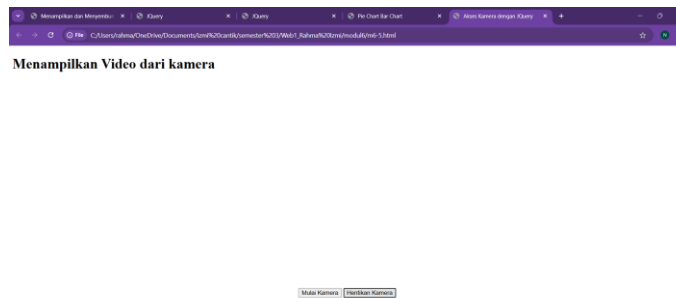 Menampilkan dan Menyembu JQuery JQuery Pie Chart Bar Chart Akses Kamera dengan JQuery
File C:/Users/rahma/OneDrive/Documents/izmi%20cantik/semester%203/Web1_Rahma%20Izmi/modul6/m6-5.html
Menampilkan Video dari kamera
Mulai Kamera Hentikan Kamera